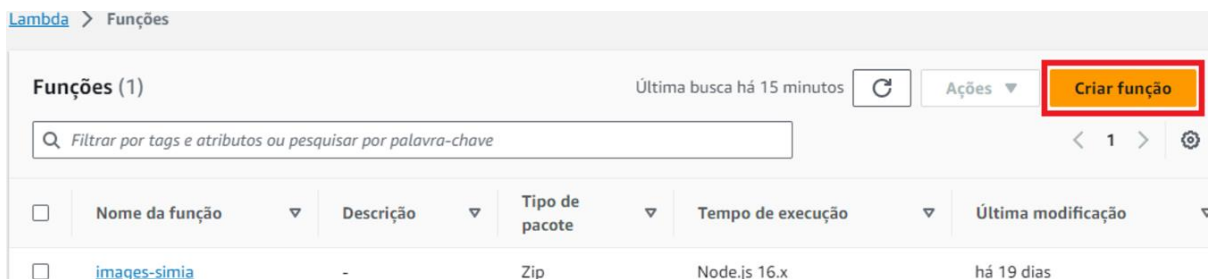 Lambda > Funções
Funções (1)
Última busca há 15 minutos
Ações
Criar função
Filtrar por tags e atributos ou pesquisar por palavra-chave
1
Nome da função
Descrição
Tipo de
pacote
Tempo de execução
Última modificação
images-simia
-
Zip
Node.js 16.x
há 19 dias